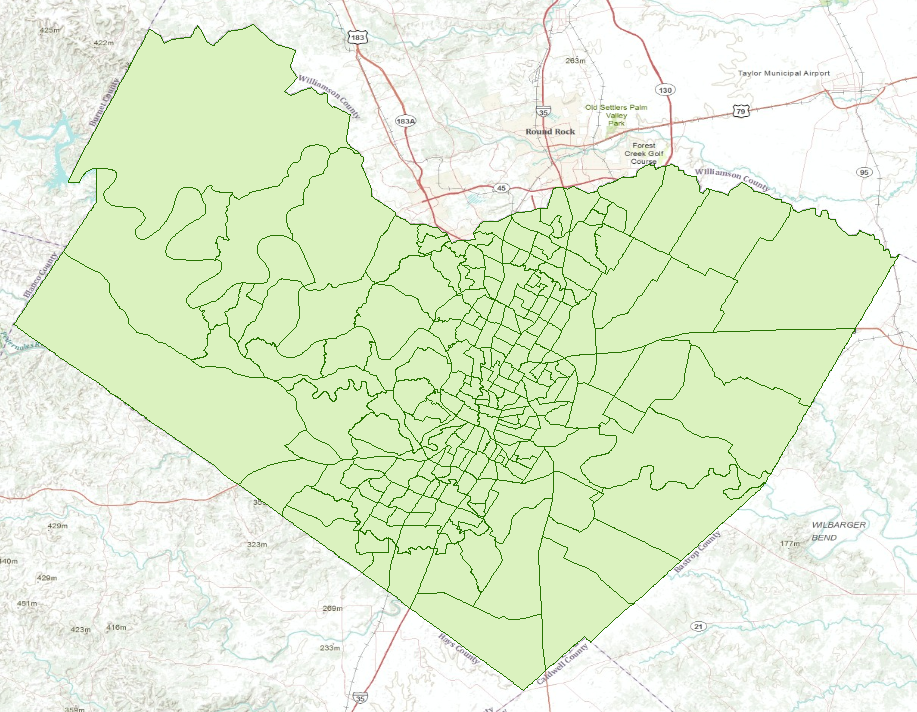 425m
422m
183
263m
Taylor Municipal Airport
Burnet County
Williamson County
130
183A
35
79
Old Settlers Palm
Valley
Park
Round Rock
Forest
Creek Golf
Course
95
Williamson County
45
Blanco County
429m
323m
WILBARGER
BEND
177m
429m
Bastrop County
451m
269m
423m
416m
21
233m
Hays County
Caldwell County
35